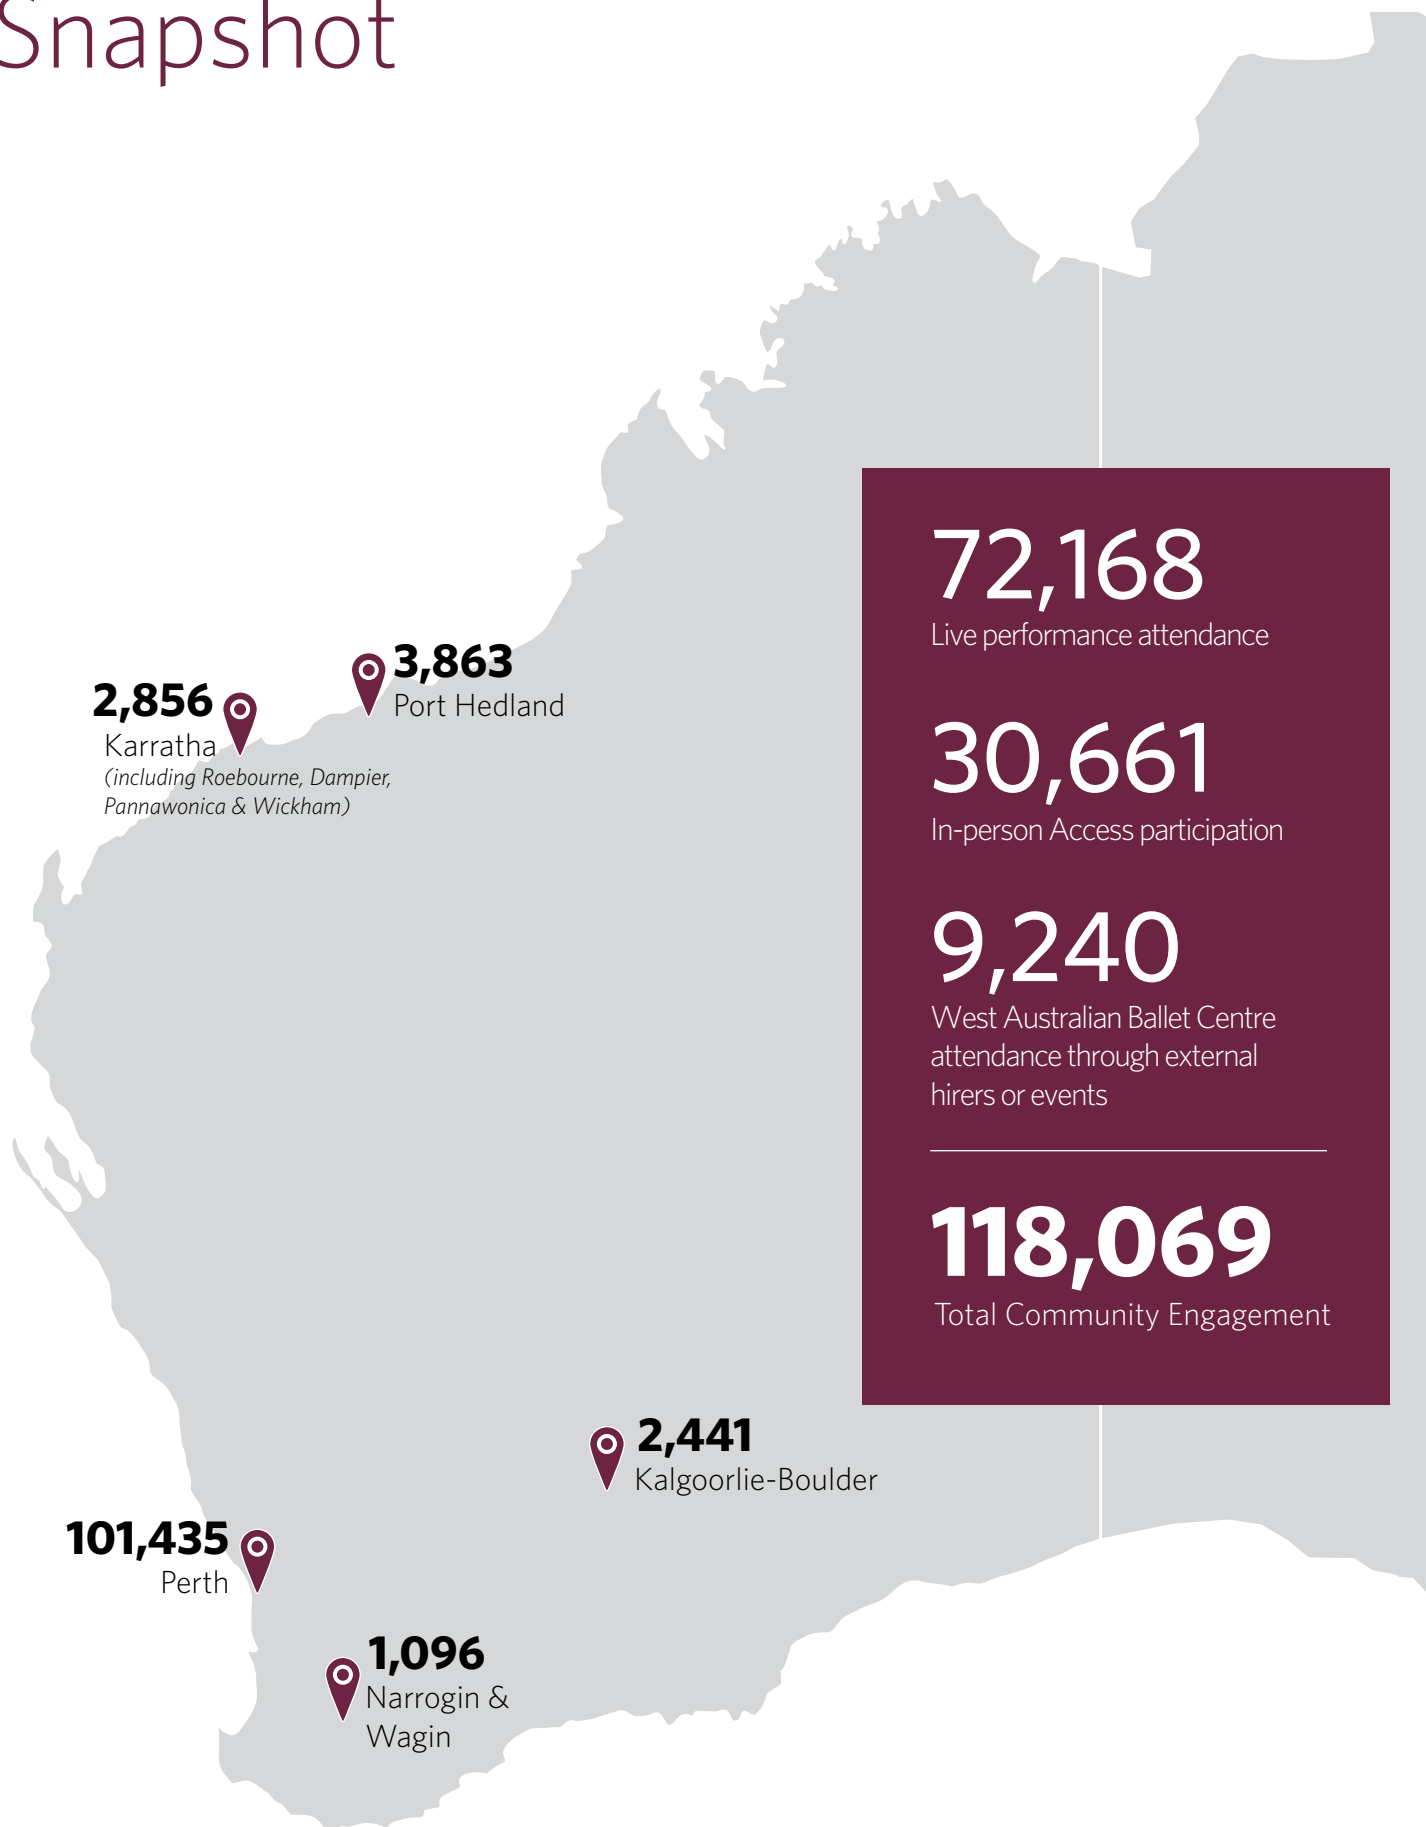 Snapshot
3,863
Port Hedland
2,856
Karratha
(including Roebourne, Dampier,
Pannawonica & Wickham)
72,168
Live performance attendance
30,661
In-person Access participation
9,240
West Australian Ballet Centre
attendance through external
hirers or events
118,069
Total Community Engagement
2,441
Kalgoorlie-Boulder
101,435
Perth
1,096
Narrogin &
Wagin